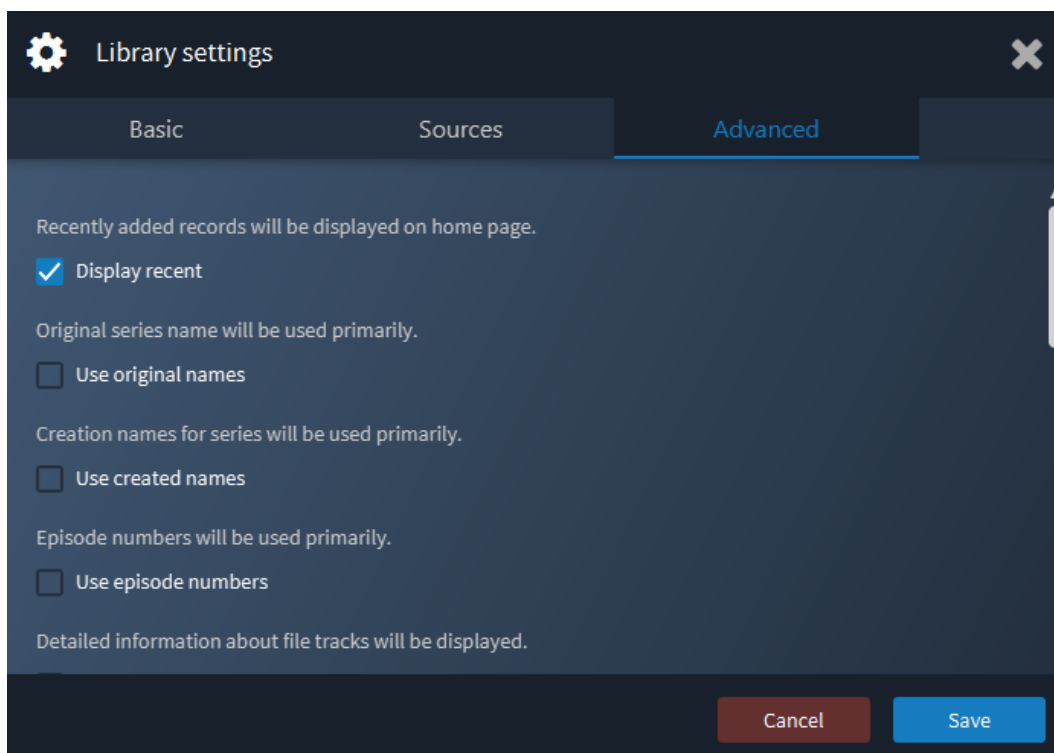 Library settings
Basic
Sources
Advanced
Recently added records will be displayed on home page.
Display recent
Original series name will be used primarily.
Use original names
Creation names for series will be used primarily.
Use created names
Episode numbers will be used primarily.
Use episode numbers
Detailed information about file tracks will be displayed.
Cancel
Save